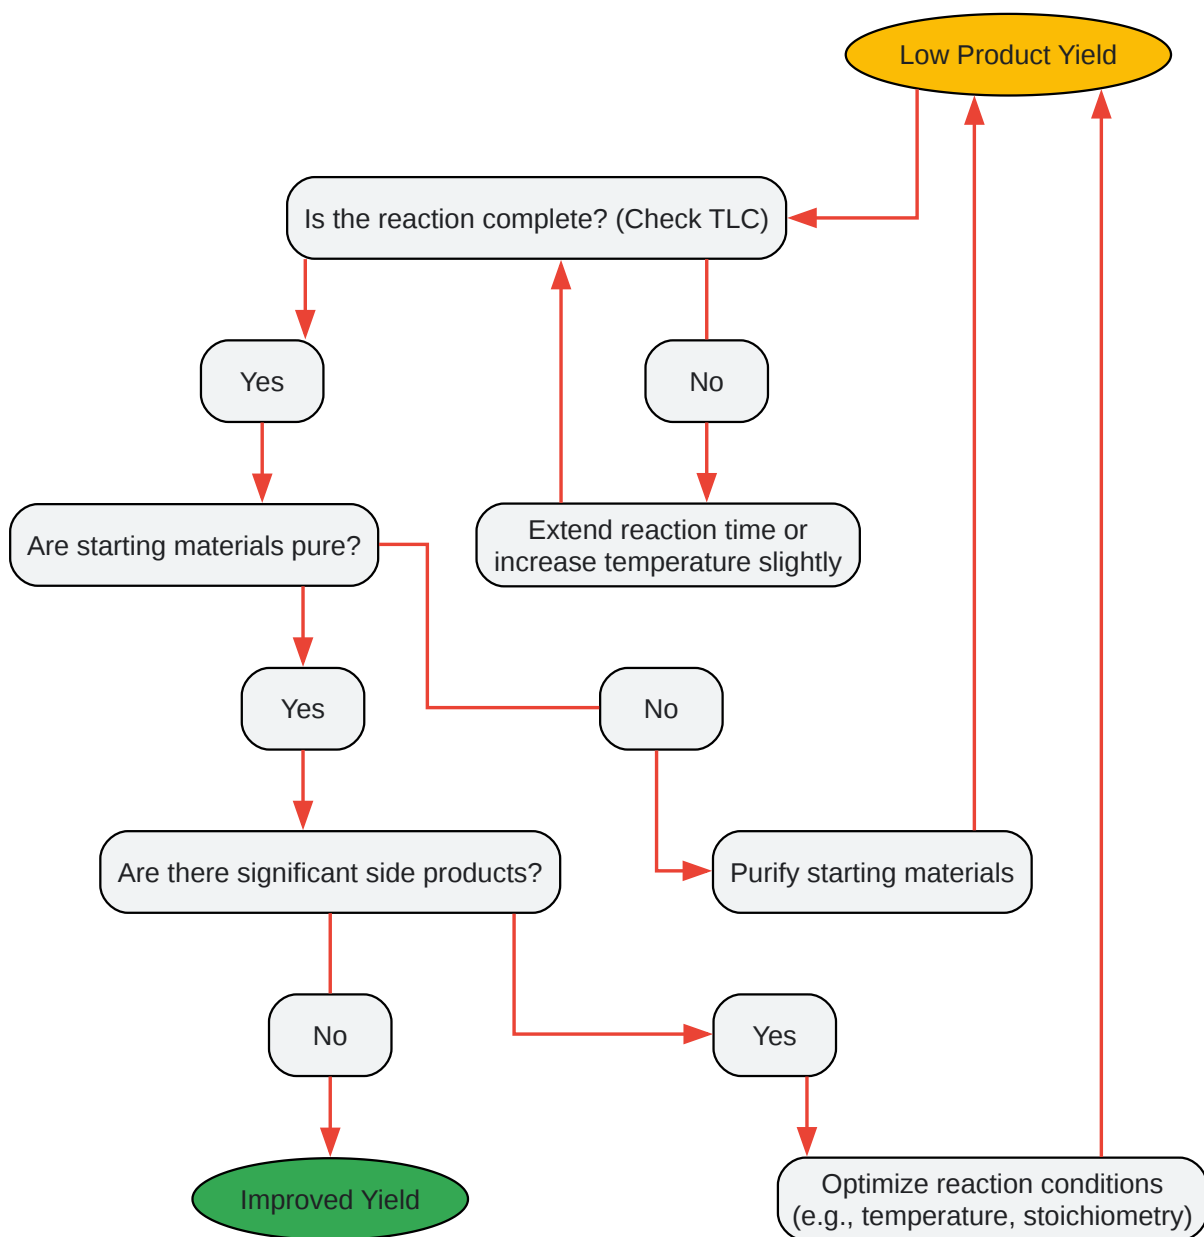 Low Product Yield
Is the reaction complete? (Check TLC)
Yes
No
Are starting materials pure?
Extend reaction time or
increase temperature slightly
Yes
No
Are there significant side products?
Purify starting materials
No
Yes
Improved Yield
Optimize reaction conditions
(e.g., temperature, stoichiometry)